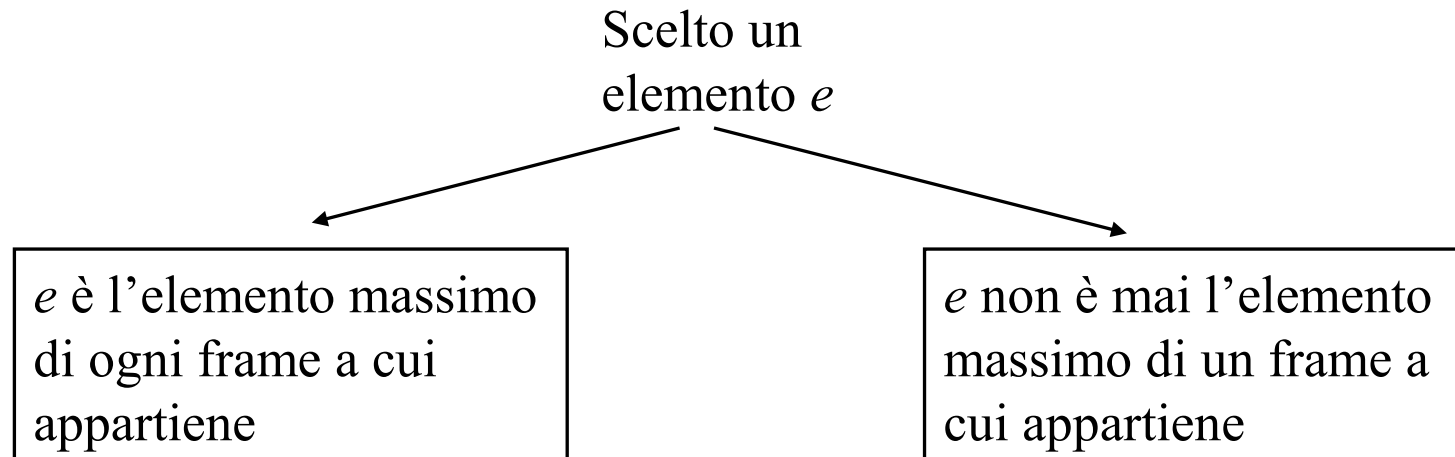 Scelto un
elemento e
e è l’elemento massimo
di ogni frame a cui
appartiene
e non è mai l’elemento
massimo di un frame a
cui appartiene